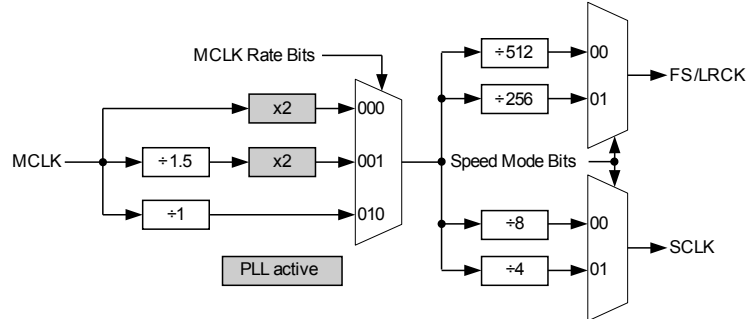 MCLK Rate Bits
÷512
00
FS/LRCK
÷256
01
x2
000
MCLK
÷1.5
x2
001
Speed Mode Bits
÷1
010
÷8
00
SCLK
÷4
01
PLL active